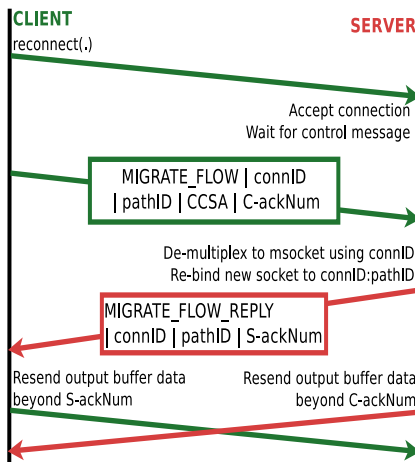 CLIENT
SERVER
reconnect(.)
Accept connection
Wait for control message
MIGRATE_FLOW | connID
| pathID | CCSA | C-ackNum
De-multiplex to msocket using connID
Re-bind new socket to connID:pathID
MIGRATE_FLOW_REPLY
| connID | pathID | S-ackNum
Resend output buffer data
beyond S-ackNum
Resend output buffer data
beyond C-ackNum